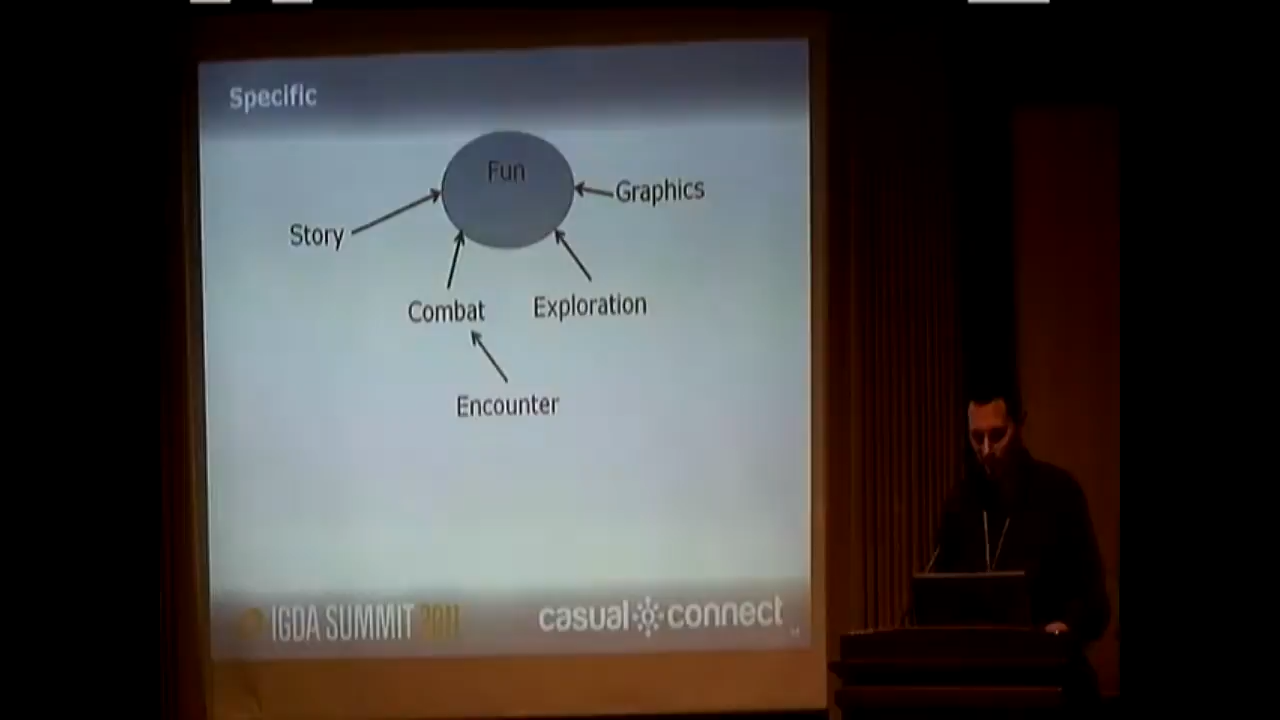 Specific
Fun
Graphics
Story
Combat
Exploration
Encounter
IGDA SUMMIT 2011
casual connect